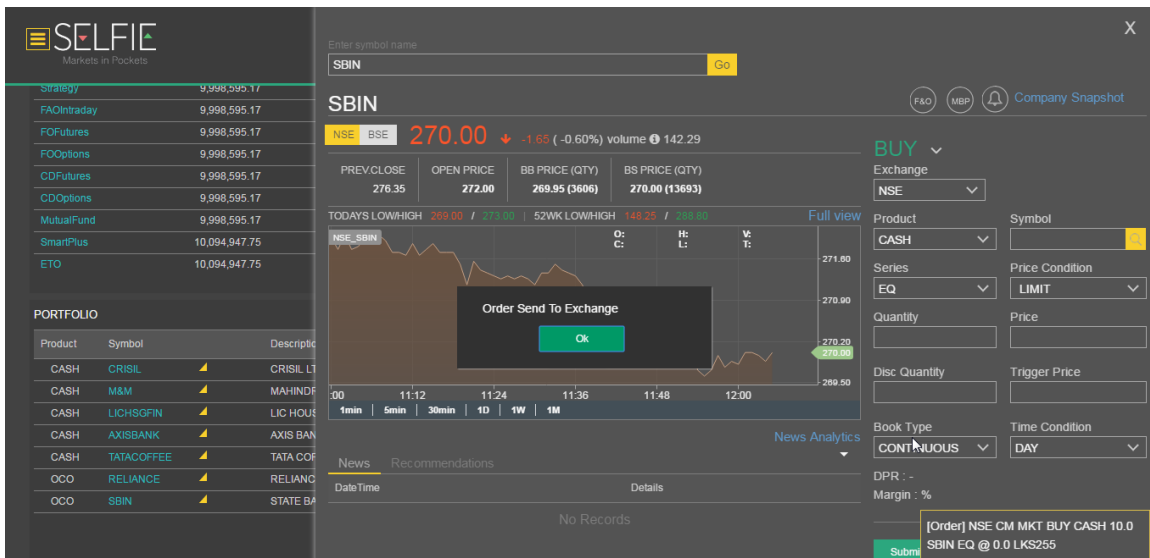 SELFIE
Markets in Pockets
Strategy 9,998,595.17
FAOIntraday 9,998,595.17
FOFutures 9,998,595.17
FOOptions 9,998,595.17
CDFutures 9,998,595.17
CDOptions 9,998,595.17
MutualFund 9,998,595.17
SmartPlus 10,094,947.75
ETO 10,094,947.75
PORTFOLIO
Product Symbol Descriptio
CASH CRISIL CRISIL LT
CASH M&M MAHINDR
CASH LICHSGFIN LIC HOUS
CASH AXISBANK AXIS BAN
CASH TATACOFFEE TATA COF
OCO RELIANCE RELIANC
OCO SBIN STATE BA
X
Enter symbol name
SBIN Go
SBIN
F&O MBP Company Snapshot
NSE BSE 270.00 -1.65 ( -0.60%) volume 142.29
PREV.CLOSE OPEN PRICE BB PRICE (QTY) BS PRICE (QTY)
276.35 272.00 269.95 (3606) 270.00 (13693)
TODAYS LOW/HIGH 269.00 / 273.00 | 52WK LOW/HIGH 148.25 / 288.80 Full view
NSE_SBIN O: H: V:
C: L: T:
271.60
270.90
270.20
270.00
269.50
Order Send To Exchange
Ok
:00 11:12 11:24 11:36 11:48 12:00
1min 5min 30min 1D 1W 1M
News Analytics
News Recommendations
DateTime Details
No Records
BUY
Exchange
NSE
Product Symbol
CASH
Series Price Condition
EQ LIMIT
Quantity Price
Disc Quantity Trigger Price
Book Type Time Condition
CONTINUOUS DAY
DPR : -
Margin : %
Submi
[Order] NSE CM MKT BUY CASH 10.0
SBIN EQ @ 0.0 LKS255